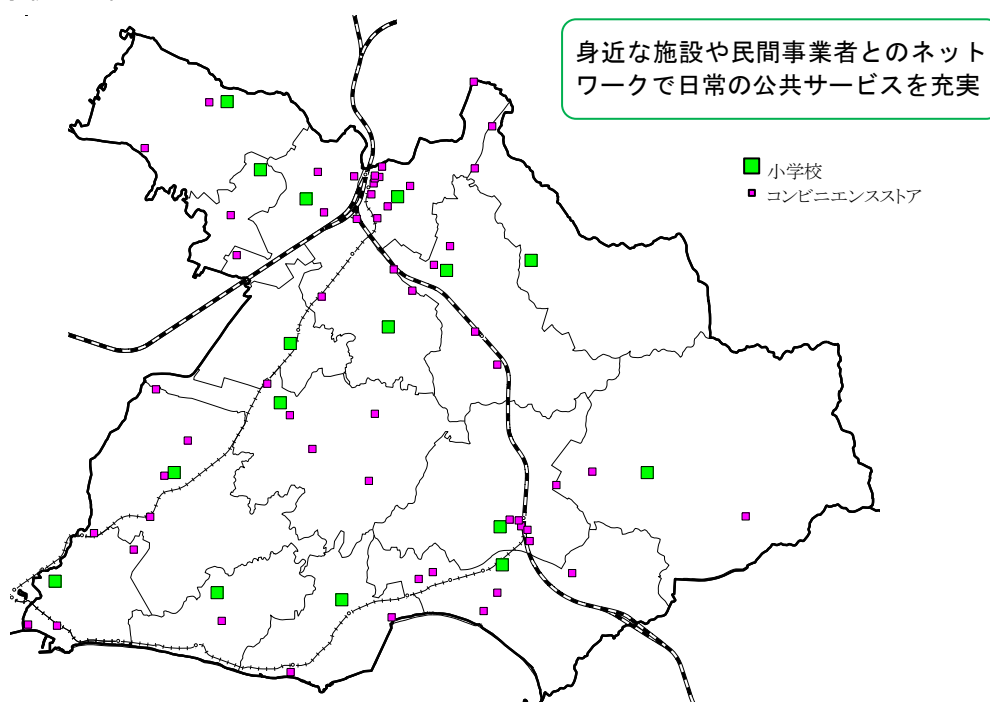 身近な施設や民間事業者とのネット
ワークで日常の公共サービスを充実
小学校
コンビニエンスストア